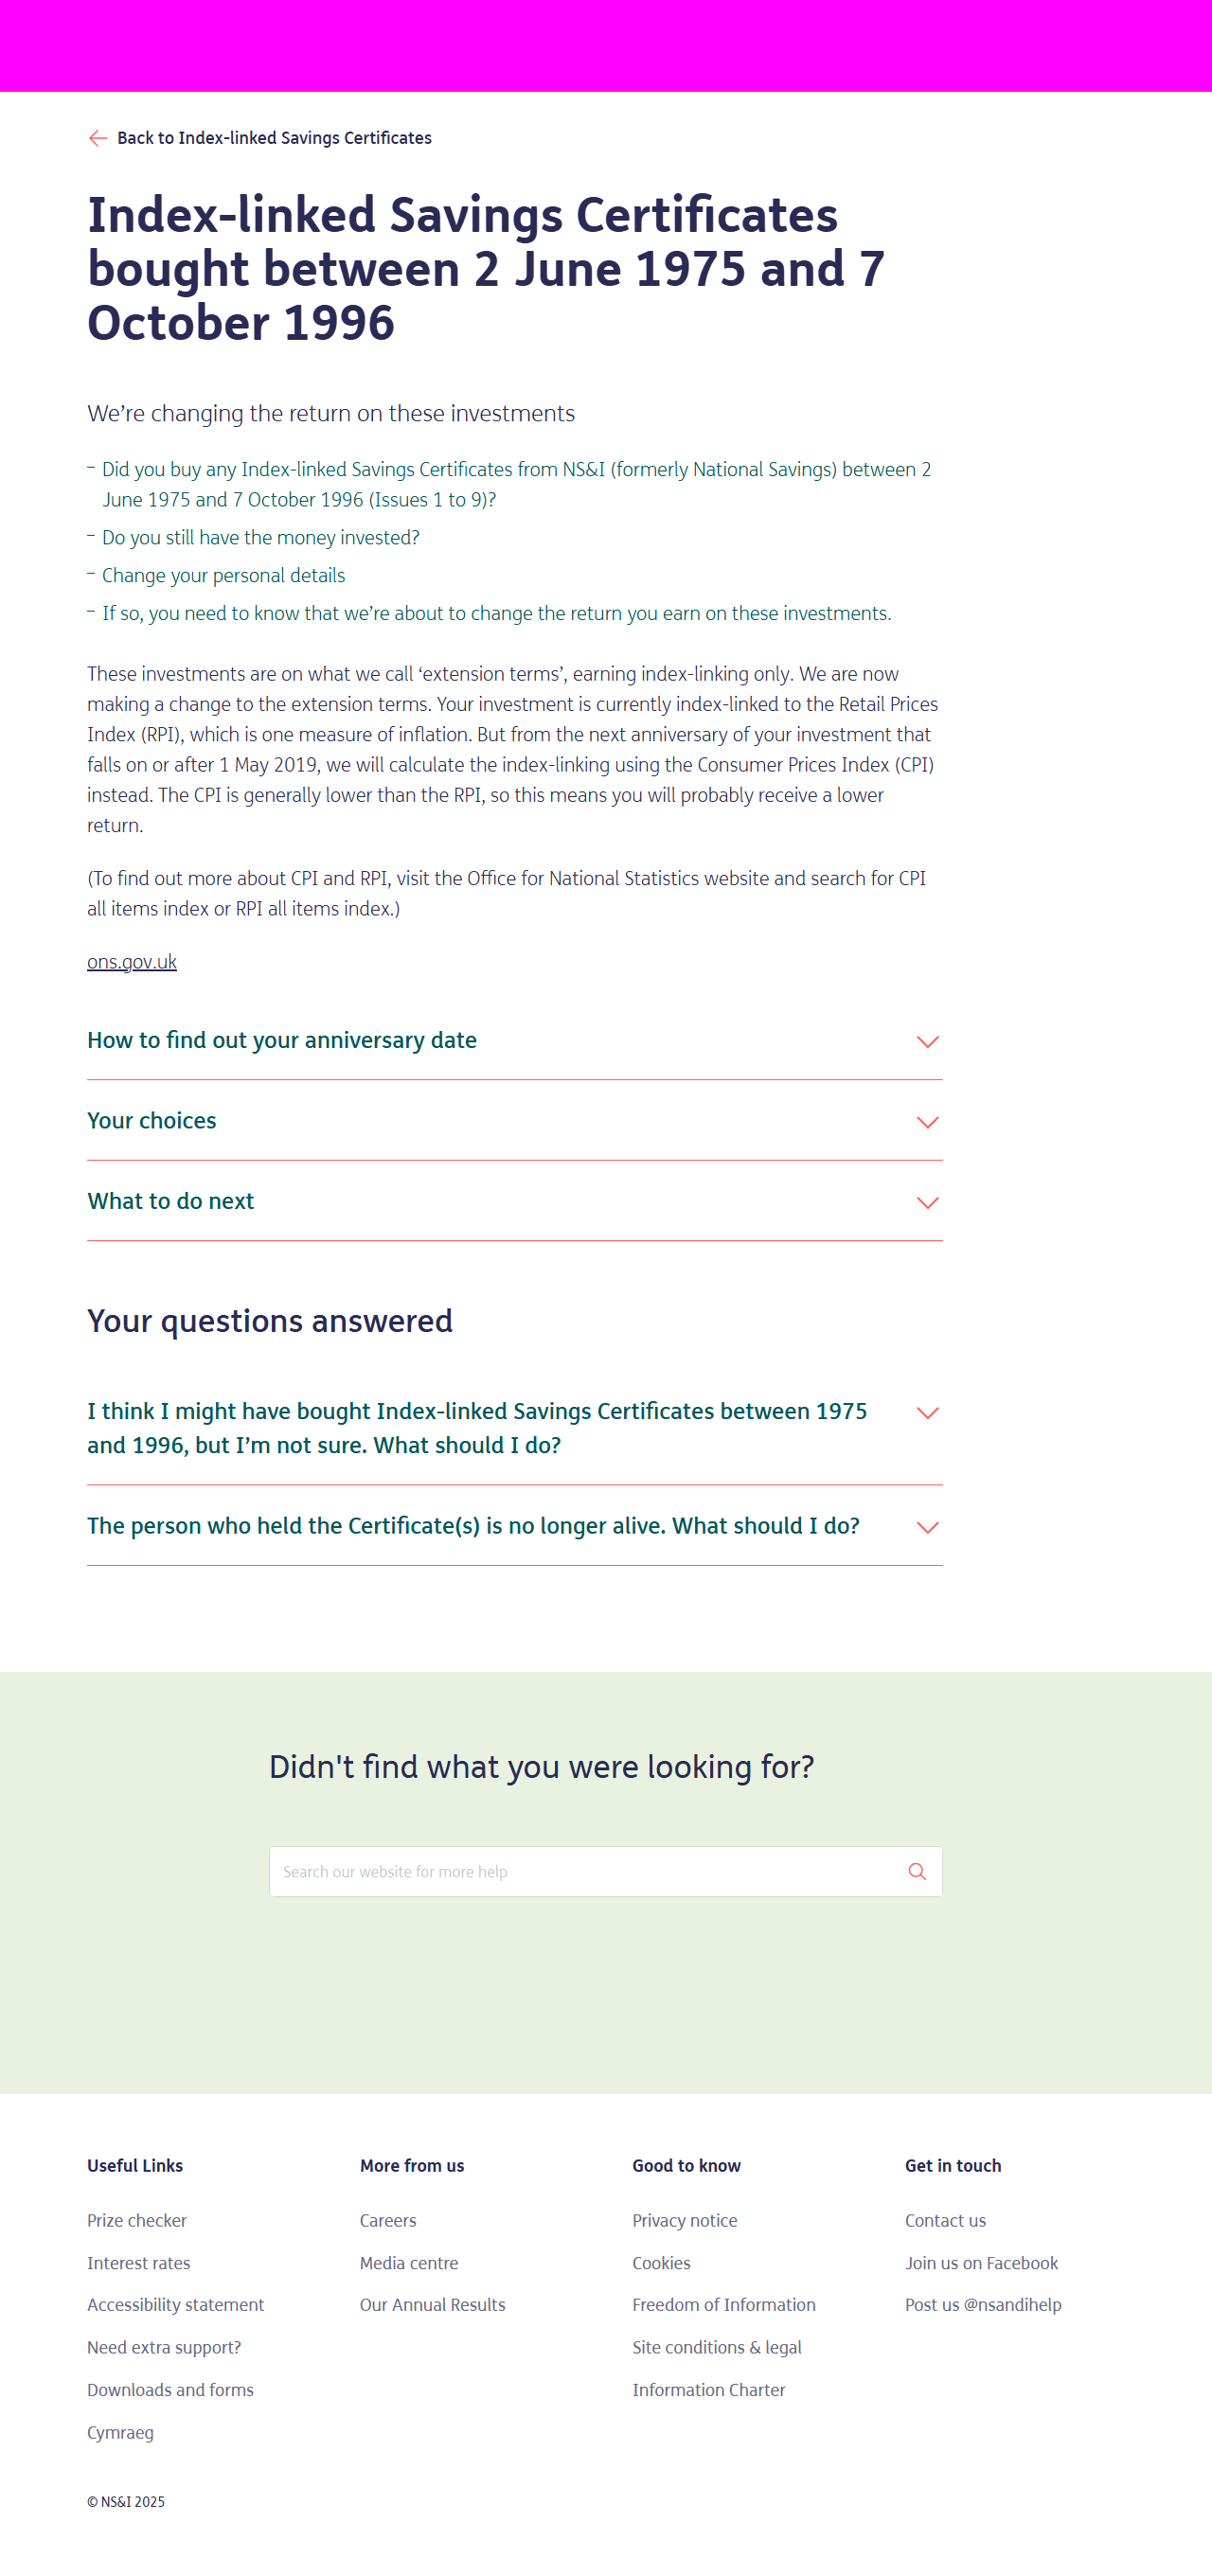 Back to Index-linked Savings Certificates
Index-linked Savings Certificates
bought between 2 June 1975 and 7
October 1996
We’re changing the return on these investments
– Did you buy any Index-linked Savings Certificates from NS&I (formerly National Savings) between 2
June 1975 and 7 October 1996 (Issues 1 to 9)?
– Do you still have the money invested?
– Change your personal details
– If so, you need to know that we’re about to change the return you earn on these investments.
These investments are on what we call ‘extension terms’, earning index-linking only. We are now
making a change to the extension terms. Your investment is currently index-linked to the Retail Prices
Index (RPI), which is one measure of inflation. But from the next anniversary of your investment that
falls on or after 1 May 2019, we will calculate the index-linking using the Consumer Prices Index (CPI)
instead. The CPI is generally lower than the RPI, so this means you will probably receive a lower
return.
(To find out more about CPI and RPI, visit the Office for National Statistics website and search for CPI
all items index or RPI all items index.)
ons.gov.uk
How to find out your anniversary date
Your choices
What to do next
Your questions answered
I think I might have bought Index-linked Savings Certificates between 1975
and 1996, but I’m not sure. What should I do?
The person who held the Certificate(s) is no longer alive. What should I do?
Didn't find what you were looking for?
Search our website for more help
Useful Links
Prize checker
Interest rates
Accessibility statement
Need extra support?
Downloads and forms
Cymraeg
More from us
Careers
Media centre
Our Annual Results
Good to know
Privacy notice
Cookies
Freedom of Information
Site conditions & legal
Information Charter
Get in touch
Contact us
Join us on Facebook
Post us @nsandihelp
© NS&I 2025